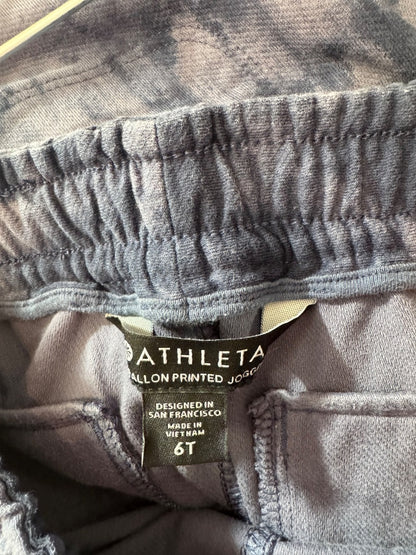 ATHLETA
ALLON PRINTED JOGG
DESIGNED IN
SAN FRANCISCO
MADE IN
VIETNAM
6T